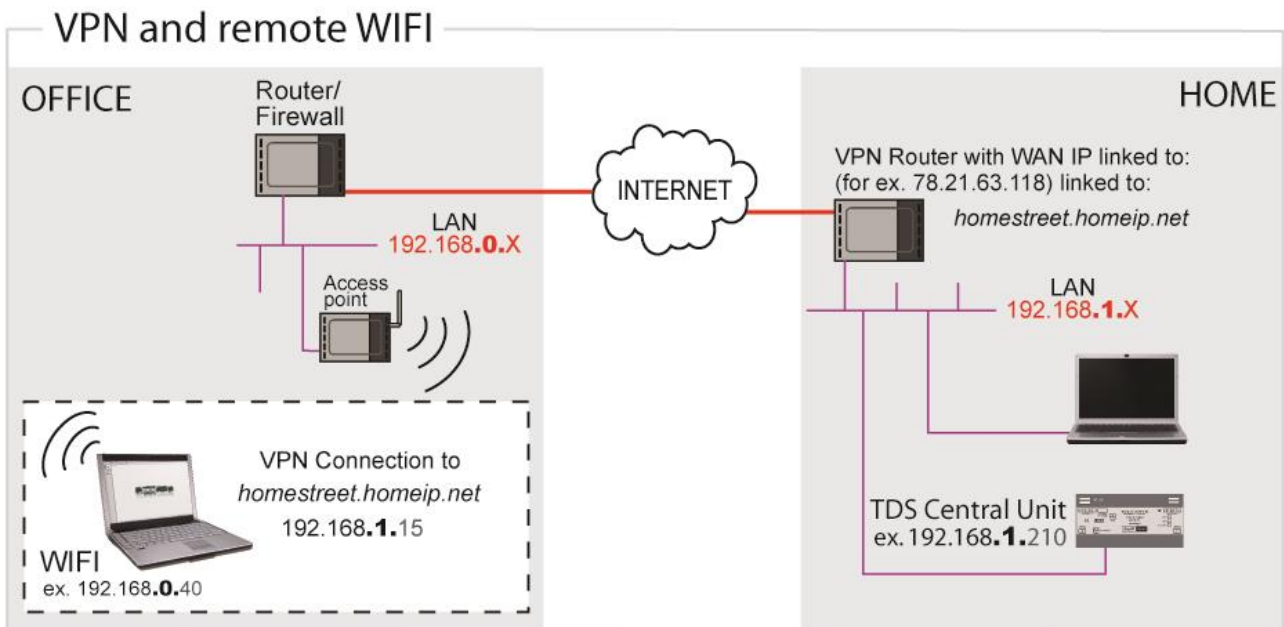 VPN and remote WIFI
OFFICE
Router/
Firewall
LAN
192.168.0.X
Access
point
VPN Connection to
homestreet.homeip.net
192.168.1.15
WIFI
ex. 192.168.0.40
INTERNET
HOME
VPN Router with WAN IP linked to:
(for ex. 78.21.63.118) linked to:
homestreet.homeip.net
LAN
192.168.1.X
TDS Central Unit
ex. 192.168.1.210